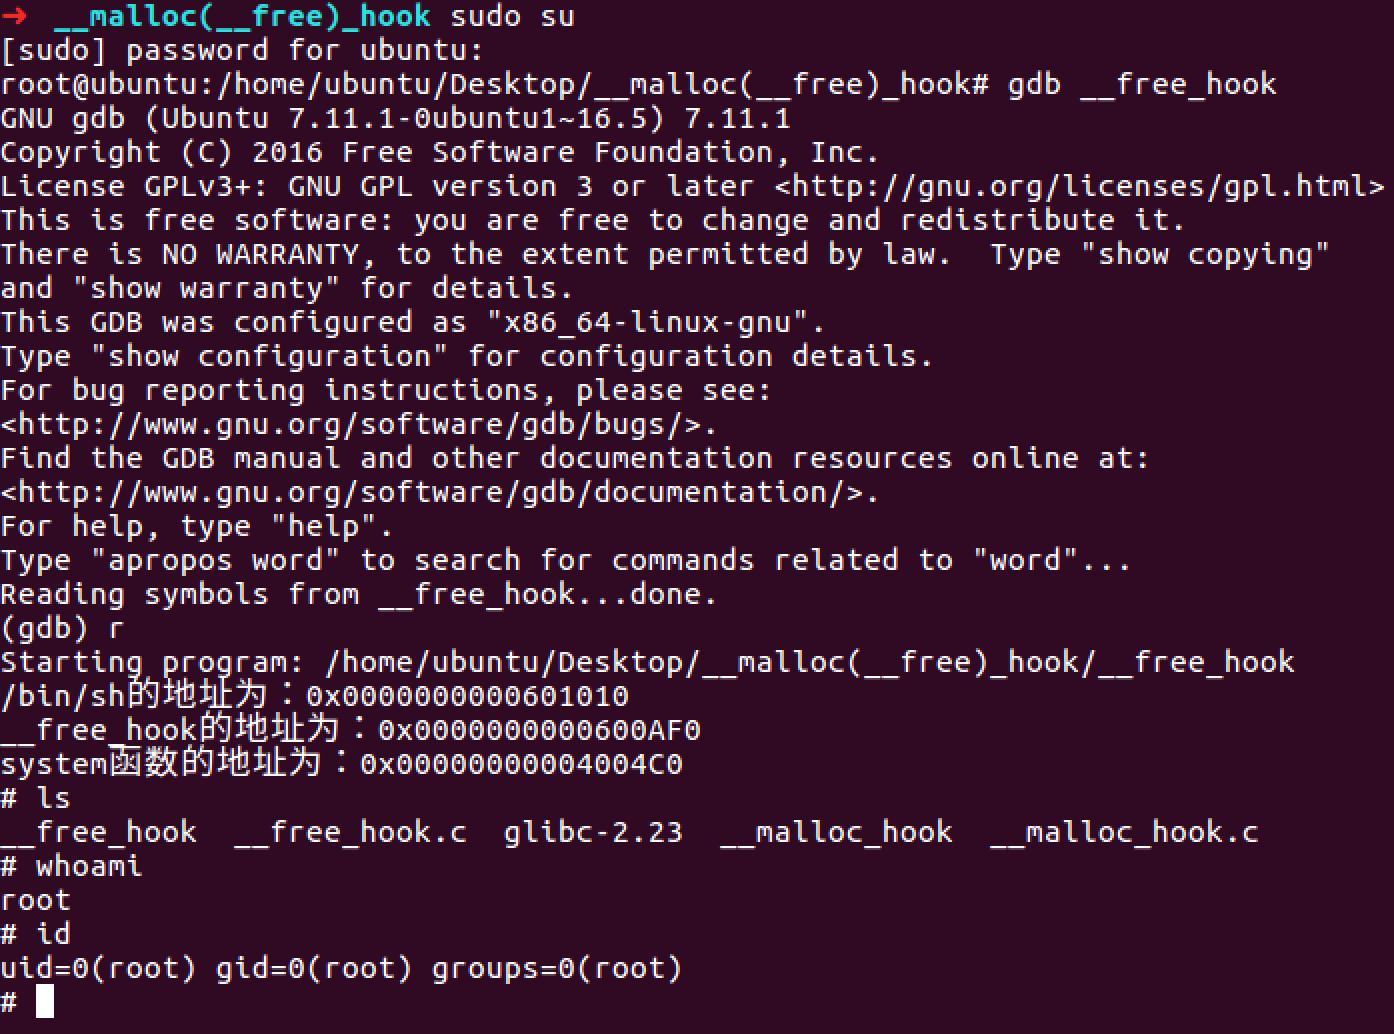 ➜ __malloc(__free)_hook sudo su
[sudo] password for ubuntu:
root@ubuntu:/home/ubuntu/Desktop/__malloc(__free)_hook# gdb __free_hook
GNU gdb (Ubuntu 7.11.1-0ubuntu1~16.5) 7.11.1
Copyright (C) 2016 Free Software Foundation, Inc.
License GPLv3+: GNU GPL version 3 or later <http://gnu.org/licenses/gpl.html>
This is free software: you are free to change and redistribute it.
There is NO WARRANTY, to the extent permitted by law.  Type "show copying"
and "show warranty" for details.
This GDB was configured as "x86_64-linux-gnu".
Type "show configuration" for configuration details.
For bug reporting instructions, please see:
<http://www.gnu.org/software/gdb/bugs/>.
Find the GDB manual and other documentation resources online at:
<http://www.gnu.org/software/gdb/documentation/>.
For help, type "help".
Type "apropos word" to search for commands related to "word"...
Reading symbols from __free_hook...done.
(gdb) r
Starting program: /home/ubuntu/Desktop/__malloc(__free)_hook/__free_hook
/bin/sh的地址为：0x0000000000601010
__free_hook的地址为：0x0000000000600AF0
system函数的地址为：0x00000000004004C0
# ls
__free_hook  __free_hook.c  glibc-2.23  __malloc_hook  __malloc_hook.c
# whoami
root
# id
uid=0(root) gid=0(root) groups=0(root)
#